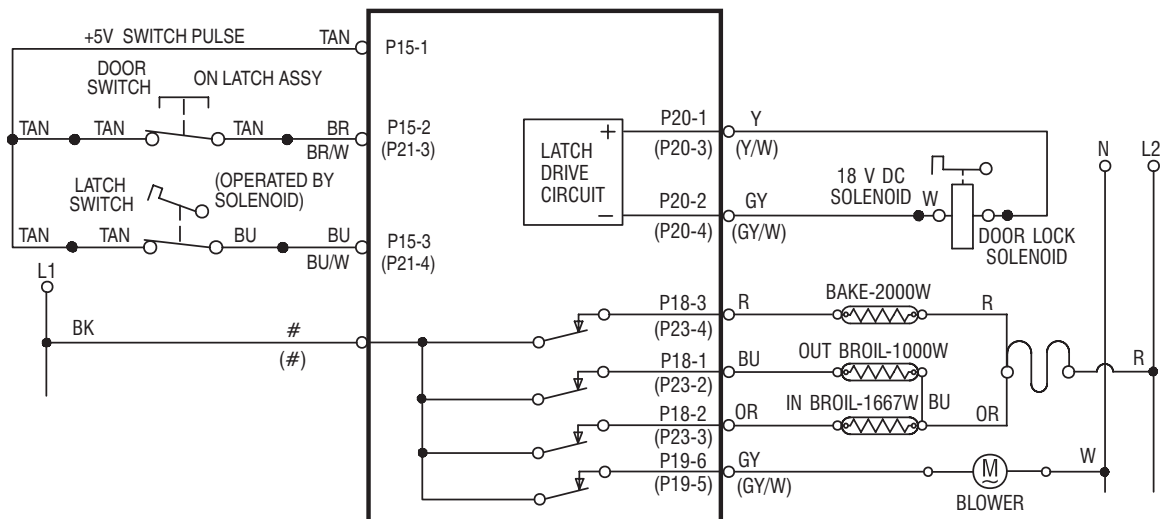 +5V SWITCH PULSE
TAN
P15-1
DOOR
SWITCH
ON LATCH ASSY
TAN
TAN
TAN
BR
BR/W
P15-2
(P21-3)
LATCH
SWITCH
(OPERATED BY
SOLENOID)
TAN
TAN
BU
BU
BU/W
P15-3
(P21-4)
LATCH
DRIVE
CIRCUIT
+
–
P20-1
(P20-3)
Y
(Y/W)
P20-2
(P20-4)
GY
(GY/W)
18 V DC
SOLENOID
W
DOOR LOCK
SOLENOID
N
L2
L1
BK
#
(#)
P18-3
(P23-4)
R
BAKE-2000W
R
P18-1
(P23-2)
BU
OUT BROIL-1000W
BU
R
P18-2
(P23-3)
OR
IN BROIL-1667W
OR
P19-6
(P19-5)
GY
(GY/W)
M
~
BLOWER
W